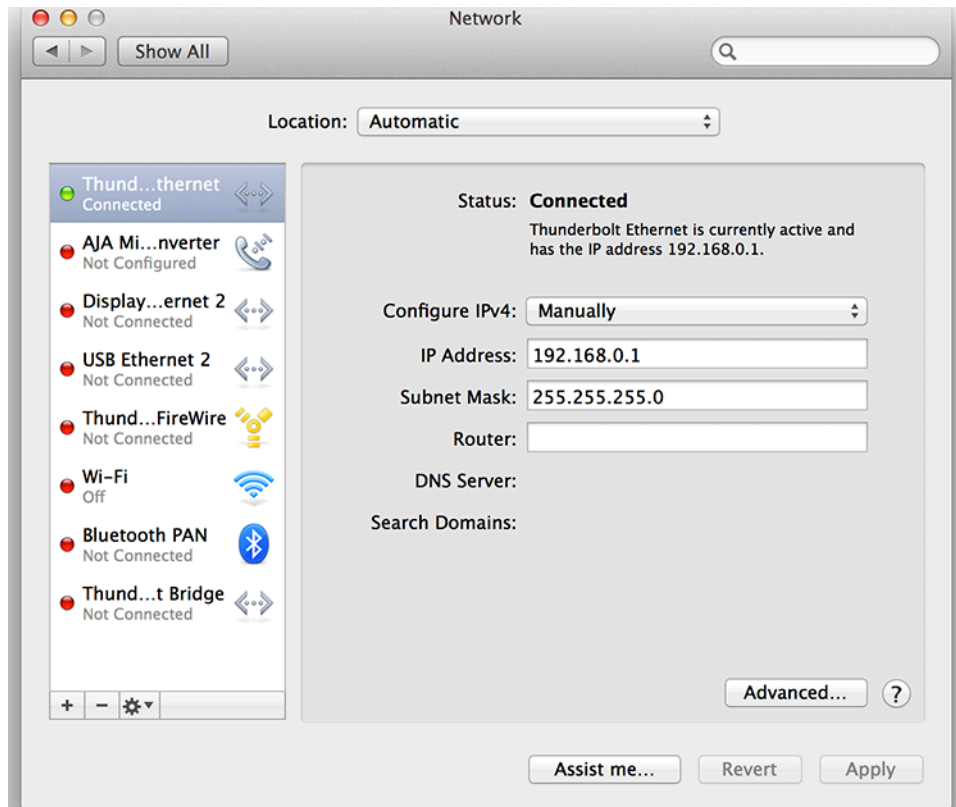 Network
Show All
Location: Automatic
Thund...thernet
Connected
AJA Mi...nverter
Not Configured
Display...ernet 2
Not Connected
USB Ethernet 2
Not Connected
Thund...FireWire
Not Connected
Wi-Fi
Off
Bluetooth PAN
Not Connected
Thund...t Bridge
Not Connected
+ −
Status: Connected
Thunderbolt Ethernet is currently active and
has the IP address 192.168.0.1.
Configure IPv4: Manually
IP Address: 192.168.0.1
Subnet Mask: 255.255.255.0
Router:
DNS Server:
Search Domains:
Advanced... ?
Assist me... Revert Apply